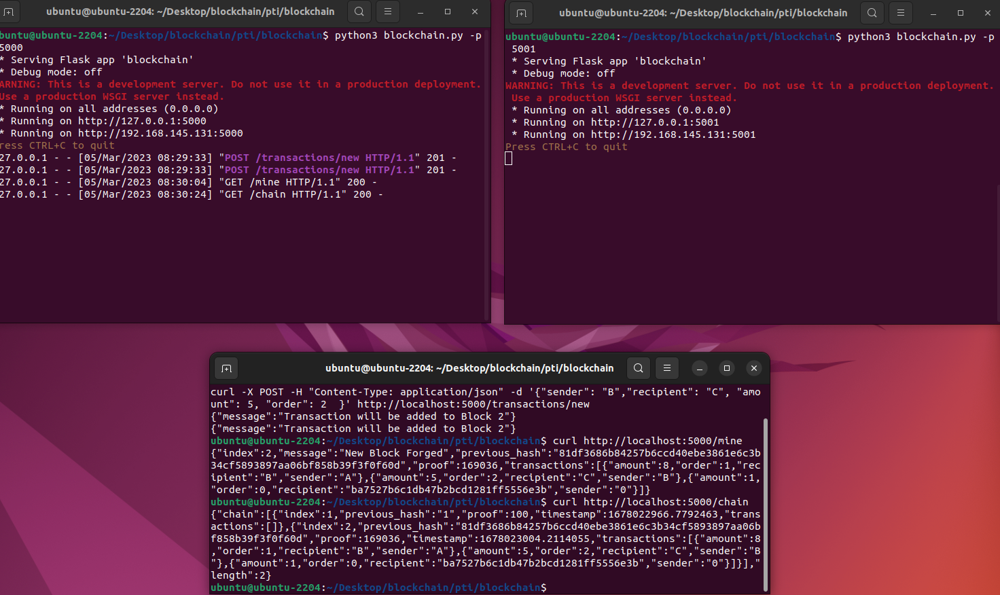 ubuntu@ubuntu-2204: ~/Desktop/blockchain/pti/blockchain
buntu@ubuntu-2204:~/Desktop/blockchain/pti/blockchain$ python3 blockchain.py -p
5000
* Serving Flask app 'blockchain'
* Debug mode: off
ARNING: This is a development server. Do not use it in a production deployment.
Use a production WSGI server instead.
* Running on all addresses (0.0.0.0)
* Running on http://127.0.0.1:5000
* Running on http://192.168.145.131:5000
ress CTRL+C to quit
27.0.0.1 - - [05/Mar/2023 08:29:33] "POST /transactions/new HTTP/1.1" 201 -
27.0.0.1 - - [05/Mar/2023 08:29:33] "POST /transactions/new HTTP/1.1" 201 -
27.0.0.1 - - [05/Mar/2023 08:30:04] "GET /mine HTTP/1.1" 200 -
27.0.0.1 - - [05/Mar/2023 08:30:24] "GET /chain HTTP/1.1" 200 -
ubuntu@ubuntu-2204: ~/Desktop/blockchain/pti/blockchain
ubuntu@ubuntu-2204:~/Desktop/blockchain/pti/blockchain$ python3 blockchain.py -p
5001
* Serving Flask app 'blockchain'
* Debug mode: off
WARNING: This is a development server. Do not use it in a production deployment.
Use a production WSGI server instead.
* Running on all addresses (0.0.0.0)
* Running on http://127.0.0.1:5001
* Running on http://192.168.145.131:5001
Press CTRL+C to quit
ubuntu@ubuntu-2204: ~/Desktop/blockchain/pti/blockchain
curl -X POST -H "Content-Type: application/json" -d '{"sender": "B","recipient": "C", "amo
unt": 5, "order": 2  }' http://localhost:5000/transactions/new
{"message":"Transaction will be added to Block 2"}
{"message":"Transaction will be added to Block 2"}
ubuntu@ubuntu-2204:~/Desktop/blockchain/pti/blockchain$ curl http://localhost:5000/mine
{"index":2,"message":"New Block Forged","previous_hash":"81df3686b84257b6ccd40ebe3861e6c3b
34cf5893897aa06bf858b39f3f0f60d","proof":169036,"transactions":[{"amount":8,"order":1,"rec
ipient":"B","sender":"A"},{"amount":5,"order":2,"recipient":"C","sender":"B"},{"amount":1,
"order":0,"recipient":"ba7527b6c1db47b2bcd1281ff5556e3b","sender":"0"}]}
ubuntu@ubuntu-2204:~/Desktop/blockchain/pti/blockchain$ curl http://localhost:5000/chain
{"chain":[{"index":1,"previous_hash":"1","proof":100,"timestamp":1678022966.7792463,"trans
actions":[]},{"index":2,"previous_hash":"81df3686b84257b6ccd40ebe3861e6c3b34cf5893897aa06b
f858b39f3f0f60d","proof":169036,"timestamp":1678023004.2114055,"transactions":[{"amount":8
,"order":1,"recipient":"B","sender":"A"},{"amount":5,"order":2,"recipient":"C","sender":"B
"},{"amount":1,"order":0,"recipient":"ba7527b6c1db47b2bcd1281ff5556e3b","sender":"0"}]}],"
length":2}
ubuntu@ubuntu-2204:~/Desktop/blockchain/pti/blockchain$